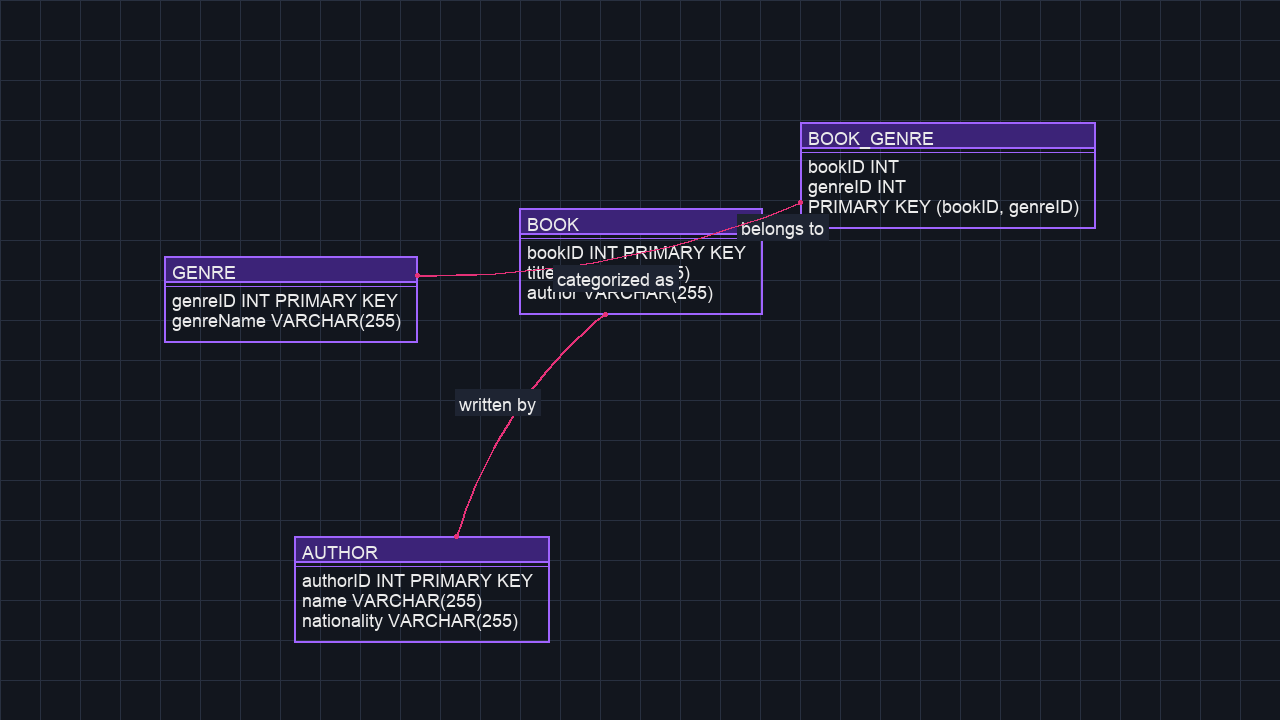 BOOK_GENRE
bookID INT
genreID INT
PRIMARY KEY (bookID, genreID)
belongs to
BOOK
bookID INT PRIMARY KEY
title 5)
categorized as
author VARCHAR(255)
GENRE
genreID INT PRIMARY KEY
genreName VARCHAR(255)
written by
AUTHOR
authorID INT PRIMARY KEY
name VARCHAR(255)
nationality VARCHAR(255)